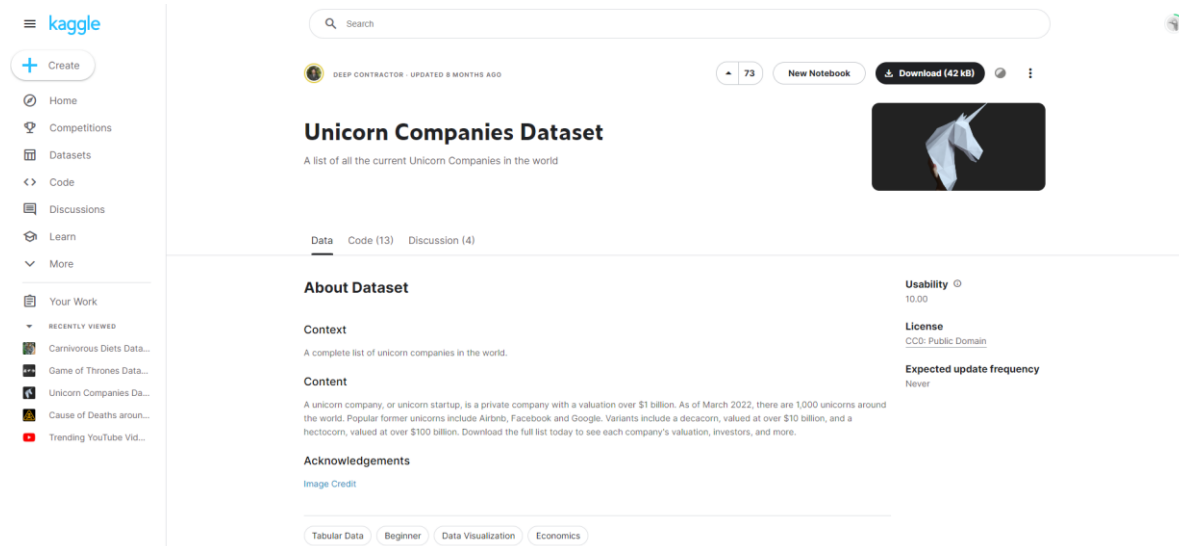 kaggle
Search
Create
Home
Competitions
Datasets
Code
Discussions
Learn
More
Your Work
RECENTLY VIEWED
Carnivorous Diets Data...
Game of Thrones Data...
Unicorn Companies Da...
Cause of Deaths aroun...
Trending YouTube Vid...
DEEP CONTRACTOR · UPDATED 8 MONTHS AGO
73
New Notebook
Download (42 kB)
Unicorn Companies Dataset
A list of all the current Unicorn Companies in the world
Data Code (13) Discussion (4)
About Dataset
Context
A complete list of unicorn companies in the world.
Content
A unicorn company, or unicorn startup, is a private company with a valuation over $1 billion. As of March 2022, there are 1,000 unicorns around
the world. Popular former unicorns include Airbnb, Facebook and Google. Variants include a decacorn, valued at over $10 billion, and a
hectocorn, valued at over $100 billion. Download the full list today to see each company's valuation, investors, and more.
Acknowledgements
Image Credit
Tabular Data Beginner Data Visualization Economics
Usability
10.00
License
CC0: Public Domain
Expected update frequency
Never